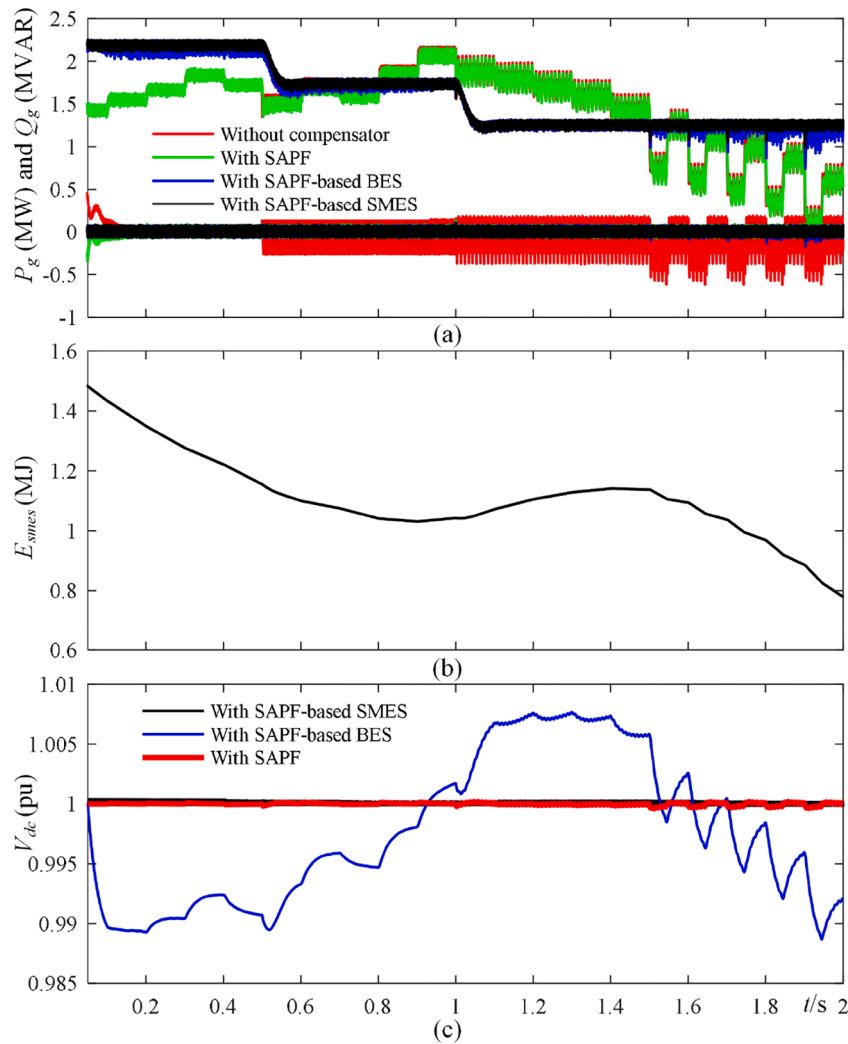 P_g (MW) and Q_g (MVAR)
2.5
2
1.5
1
0.5
0
-0.5
-1
Without compensator
With SAPF
With SAPF-based BES
With SAPF-based SMES
(a)
E_smes (MJ)
1.6
1.4
1.2
1
0.8
0.6
(b)
V_dc (pu)
1.01
1.005
1
0.995
0.99
0.985
With SAPF-based SMES
With SAPF-based BES
With SAPF
0.2 0.4 0.6 0.8 1 1.2 1.4 1.6 1.8 t/s 2
(c)